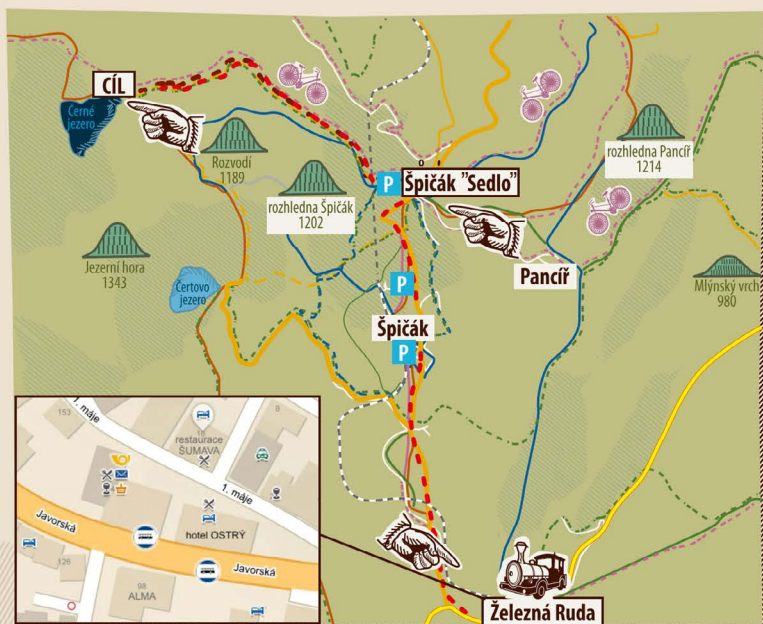 CÍL
Černé
jezero
Rozvodí
1189
rozhledna Špičák
1202
P
Špičák "Sedlo"
rozhledna Pancíř
1214
Jezerní hora
1343
Čertovo
jezero
P
Pancíř
Mlýnský vrch
980
Špičák
P
1. máje
153
15
restaurace
ŠUMAVA
8
1. máje
Javorská
hotel OSTRÝ
Javorská
126
98
ALMA
Železná Ruda